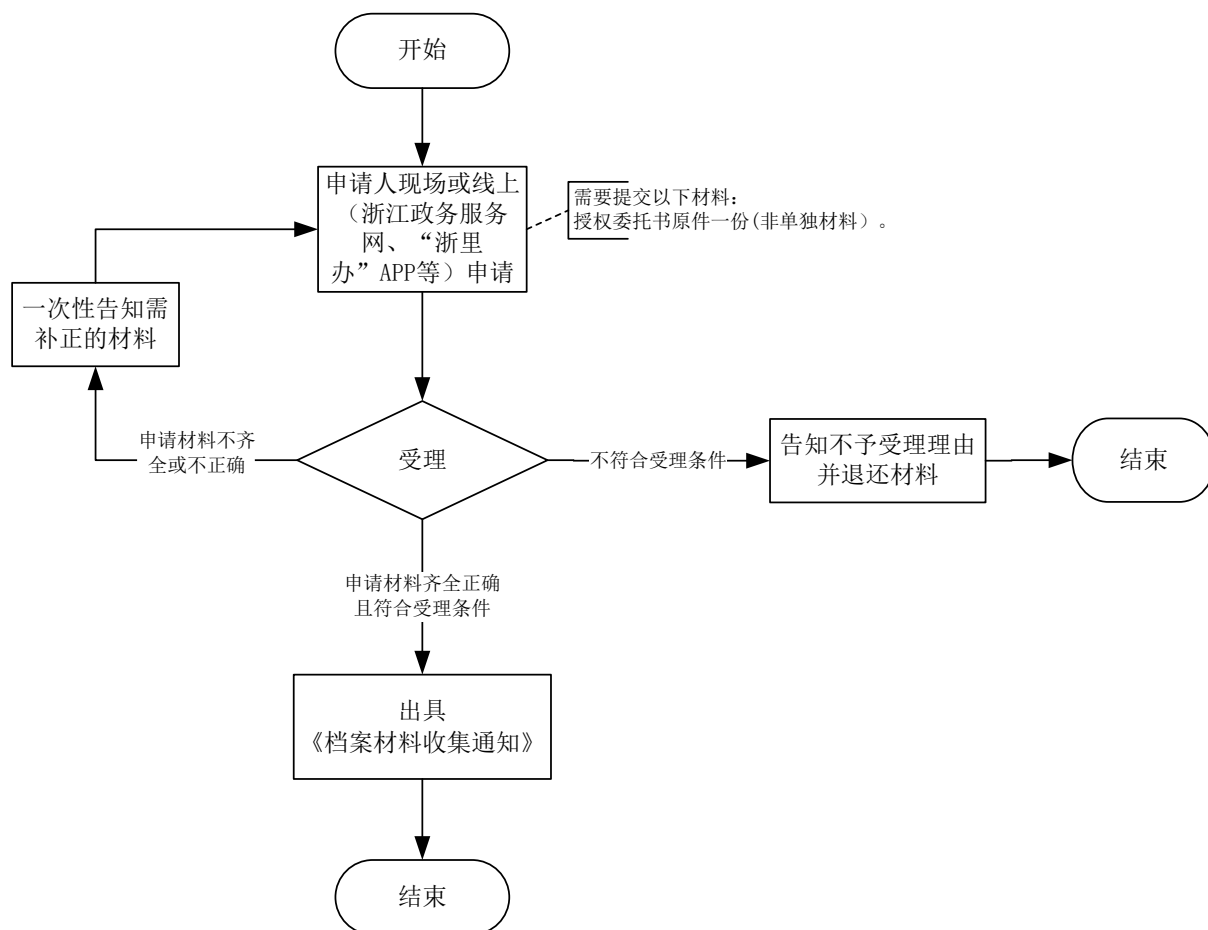 开始
申请人现场或线上
（浙江政务服务
网、“浙里
办”APP等）申请
需要提交以下材料：
授权委托书原件一份(非单独材料）。
一次性告知需
补正的材料
申请材料不齐
全或不正确
受理
不符合受理条件
告知不予受理理由
并退还材料
结束
申请材料齐全正确
且符合受理条件
出具
《档案材料收集通知》
结束